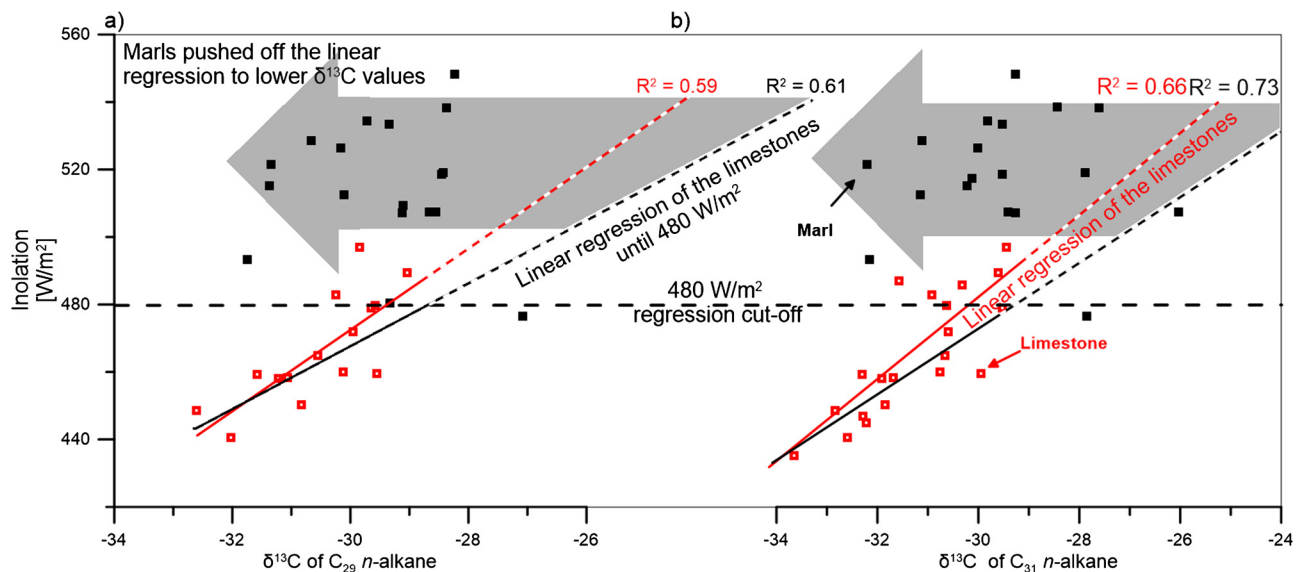 a)
b)
560
520
480
440
Inolation
[W/m²]
Marls pushed off the linear
regression to lower δ¹³C values
R² = 0.59
R² = 0.61
Linear regression of the limestones
until 480 W/m²
480 W/m²
regression cut-off
R² = 0.66
R² = 0.73
Linear regression of the limestones
Marl
Limestone
-34
-32
-30
-28
-26
δ¹³C of C₂₉ n-alkane
-34
-32
-30
-28
-26
-24
δ¹³C of C₃₁ n-alkane